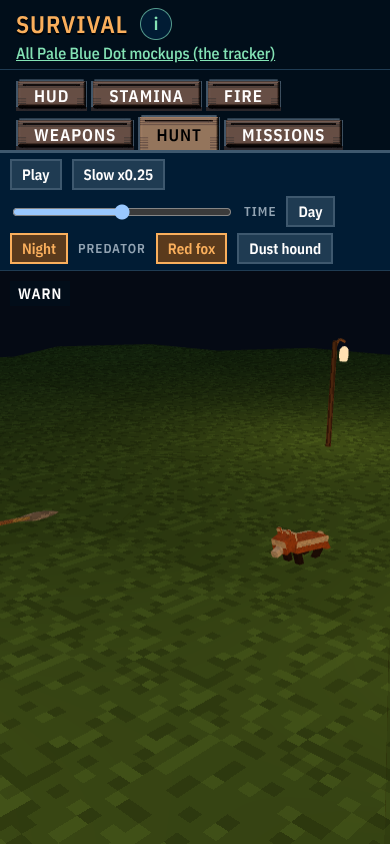 SURVIVAL i
All Pale Blue Dot mockups (the tracker)
HUD STAMINA FIRE
WEAPONS HUNT MISSIONS
Play Slow x0.25
TIME Day
Night PREDATOR Red fox Dust hound
WARN